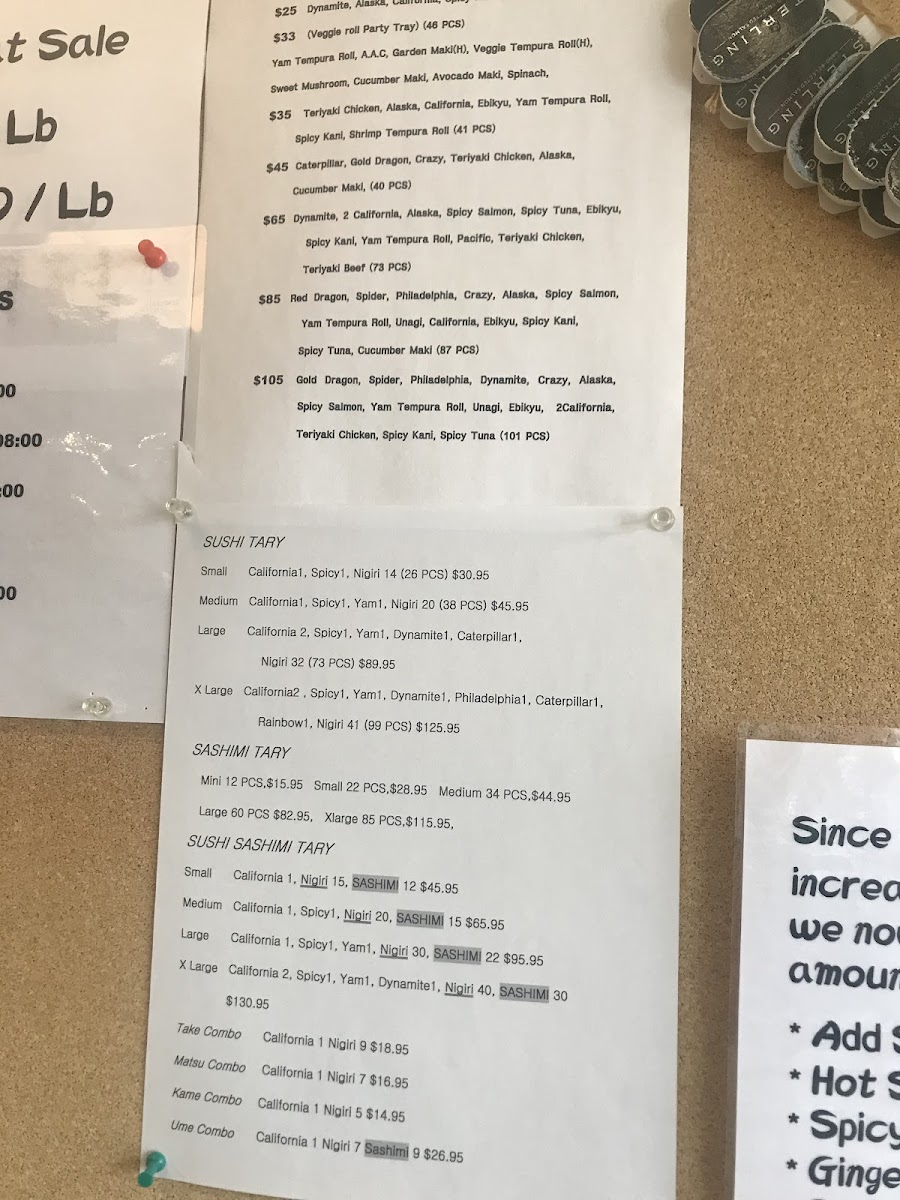 t Sale
Lb
/ Lb
s
00
08:00
:00
00
$25 Dynamite, Alaska, California,
$33 (Veggie roll Party Tray) (46 PCS)
Yam Tempura Roll, A.A.C, Garden Maki(H), Veggie Tempura Roll(H),
Sweet Mushroom, Cucumber Maki, Avocado Maki, Spinach,
$35 Teriyaki Chicken, Alaska, California, Ebikyu, Yam Tempura Roll,
Spicy Kani, Shrimp Tempura Roll (41 PCS)
$45 Caterpillar, Gold Dragon, Crazy, Teriyaki Chicken, Alaska,
Cucumber Maki, (40 PCS)
$65 Dynamite, 2 California, Alaska, Spicy Salmon, Spicy Tuna, Ebikyu,
Spicy Kani, Yam Tempura Roll, Pacific, Teriyaki Chicken,
Teriyaki Beef (73 PCS)
$85 Red Dragon, Spider, Philadelphia, Crazy, Alaska, Spicy Salmon,
Yam Tempura Roll, Unagi, California, Ebikyu, Spicy Kani,
Spicy Tuna, Cucumber Maki (87 PCS)
$105 Gold Dragon, Spider, Philadelphia, Dynamite, Crazy, Alaska,
Spicy Salmon, Yam Tempura Roll, Unagi, Ebikyu, 2California,
Teriyaki Chicken, Spicy Kani, Spicy Tuna (101 PCS)
SUSHI TARY
Small California1, Spicy1, Nigiri 14 (26 PCS) $30.95
Medium California1, Spicy1, Yam1, Nigiri 20 (38 PCS) $45.95
Large California 2, Spicy1, Yam1, Dynamite1, Caterpillar1,
Nigiri 32 (73 PCS) $89.95
X Large California2 , Spicy1, Yam1, Dynamite1, Philadelphia1, Caterpillar1,
Rainbow1, Nigiri 41 (99 PCS) $125.95
SASHIMI TARY
Mini 12 PCS,$15.95 Small 22 PCS,$28.95 Medium 34 PCS,$44.95
Large 60 PCS $82.95, Xlarge 85 PCS,$115.95,
SUSHI SASHIMI TARY
Small California 1, Nigiri 15, SASHIMI 12 $45.95
Medium California 1, Spicy1, Nigiri 20, SASHIMI 15 $65.95
Large California 1, Spicy1, Yam1, Nigiri 30, SASHIMI 22 $95.95
X Large California 2, Spicy1, Yam1, Dynamite1, Nigiri 40, SASHIMI 30
$130.95
Take Combo California 1 Nigiri 9 $18.95
Matsu Combo California 1 Nigiri 7 $16.95
Kame Combo California 1 Nigiri 5 $14.95
Ume Combo California 1 Nigiri 7 Sashimi 9 $26.95
STERLING
Since
increa
we no
amoun
* Add S
* Hot S
* Spicy
* Ginge